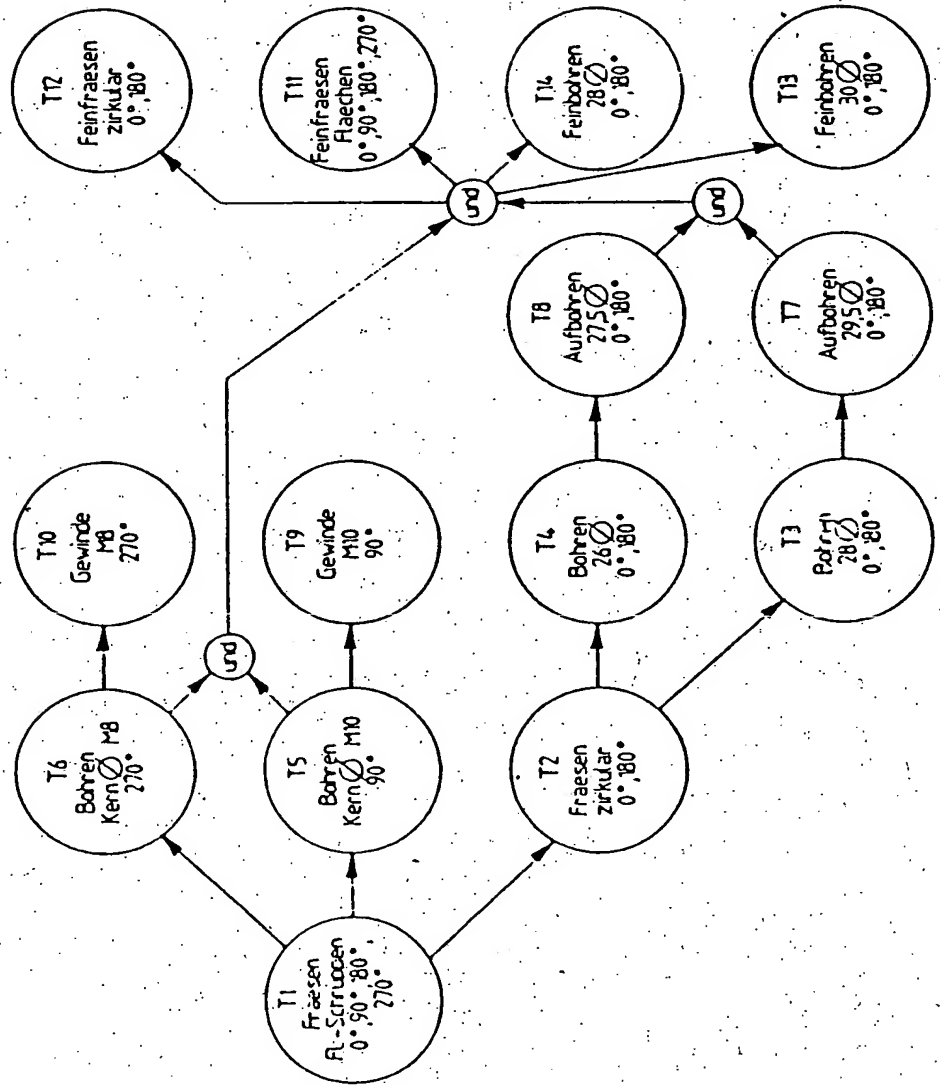 T1
Fraesen
Fl.-Schruppen
0°,90°,180°,
270°
T6
Bohren
Kern Ø M8
270°
T5
Bohren
Kern Ø M10
90°
T2
Fraesen
zirkular
0°,180°
und
T10
Gewinde
M8
270°
T9
Gewinde
M10
90°
T4
Bohren
26 Ø
0°,180°
T3
Bohren
28 Ø
0°,180°
T8
Aufbohren
27,5 Ø
0°,180°
T7
Aufbohren
29,5 Ø
0°,180°
und
und
T12
Feinfraesen
zirkular
0°,180°
T11
Feinfraesen
Flaechen
0°,90°,180°,270°
T14
Feinbohren
28 Ø
0°,180°
T13
Feinbohren
30 Ø
0°,180°